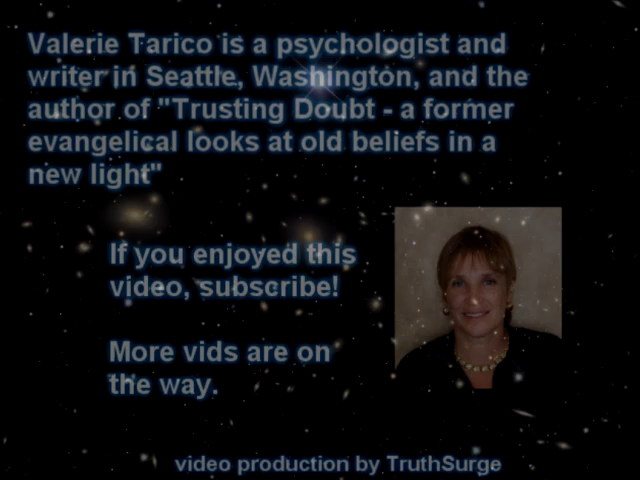 Valerie Tarico is a psychologist and
writer in Seattle, Washington, and the
author of "Trusting Doubt - a former
evangelical looks at old beliefs in a
new light"
If you enjoyed this
video, subscribe!
More vids are on
the way.
video production by TruthSurge